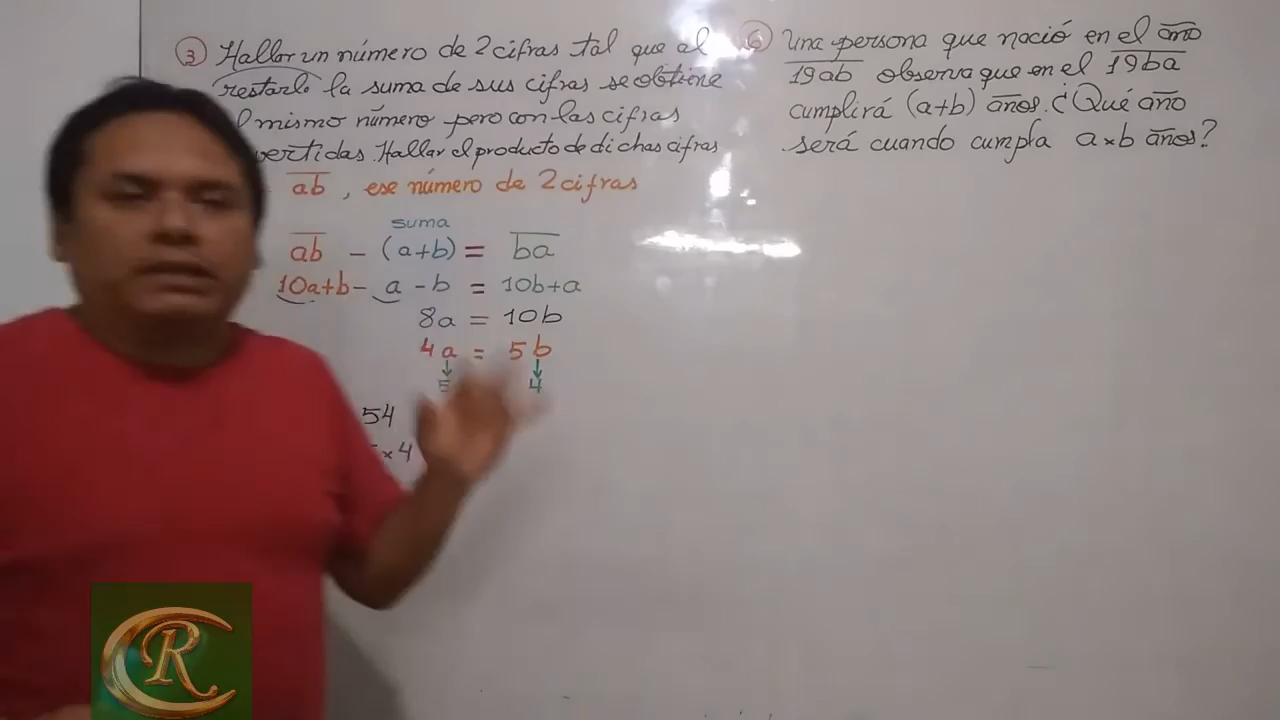 ③ Hallar un número de 2 cifras tal que al
restarle la suma de sus cifras se obtiene
l mismo número pero con las cifras
vertidas. Hallar el producto de dichas cifras
ab , ese número de 2 cifras
suma
ab - (a+b) = ba
10a+b- a - b = 10b+a
8a = 10b
4a = 5b
5 4
54
×4
⑥ Una persona que nació en el año
19ab observa que en el 19ba
cumplirá (a+b) años. ¿Qué año
será cuando cumpla a×b años?
R